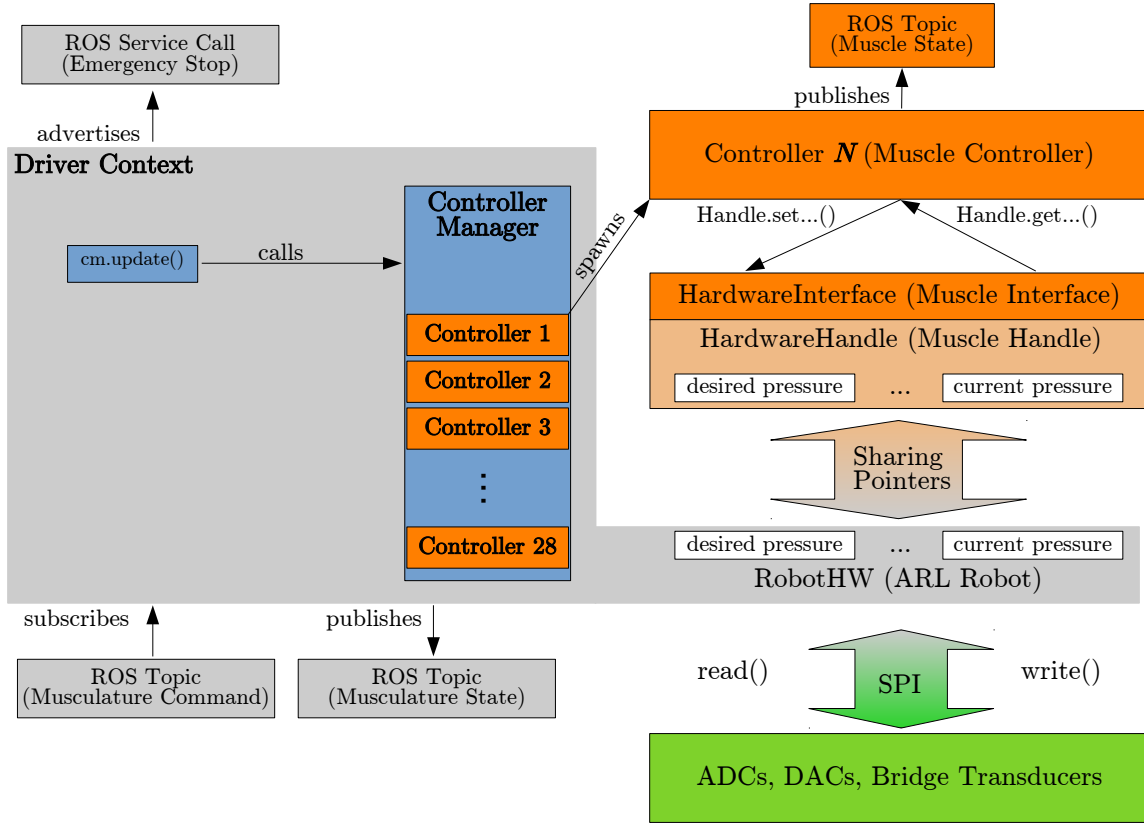 ROS Service Call
(Emergency Stop)
advertises
ROS Topic
(Muscle State)
publishes
Driver Context
Controller N (Muscle Controller)
Controller
Manager
cm.update()
calls
spawns
Handle.set...()
Handle.get...()
HardwareInterface (Muscle Interface)
HardwareHandle (Muscle Handle)
desired pressure
...
current pressure
Controller 1
Controller 2
Controller 3
⋮
Controller 28
Sharing
Pointers
desired pressure
...
current pressure
RobotHW (ARL Robot)
subscribes
publishes
ROS Topic
(Musculature Command)
ROS Topic
(Musculature State)
read()
SPI
write()
ADCs, DACs, Bridge Transducers